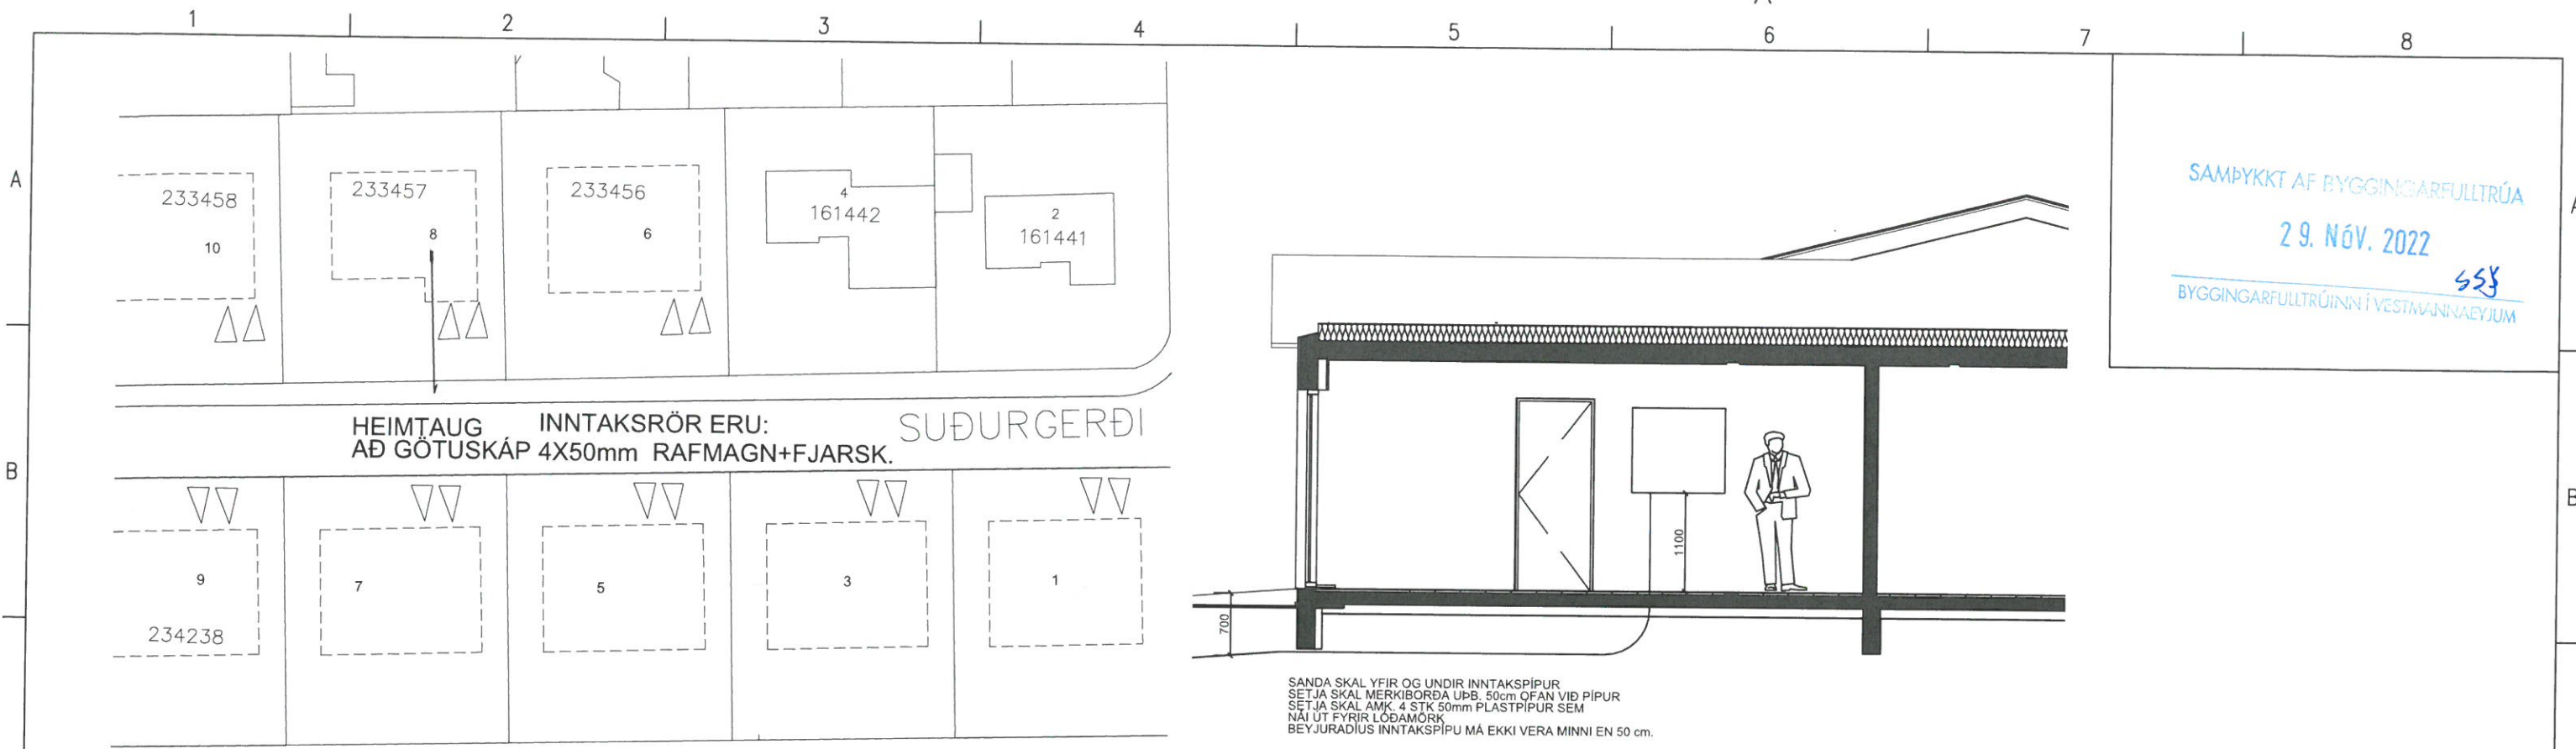 1 2 3 4 5 6 7 8
A
A
B
B
233458
10
233457
8
233456
6
4
161442
2
161441
HEIMTAUG INNTAKSRÖR ERU:
AÐ GÖTUSKÁP 4X50mm RAFMAGN+FJARSK.
SUÐURGERÐI
9
234238
7
5
3
1
SAMÞYKKT AF BYGGINGARFULLTRÚA
29. NÓV. 2022
BYGGINGARFULLTRÚINN Í VESTMANNAEYJUM
1100
700
SANDA SKAL YFIR OG UNDIR INNTAKSPÍPUR
SETJA SKAL MERKIBORÐA UÞB. 50cm OFAN VIÐ PÍPUR
SETJA SKAL AMK. 4 STK 50mm PLASTPÍPUR SEM
NÁI ÚT FYRIR LÓÐAMÖRK
BEYJURADÍUS INNTAKSPÍPU MÁ EKKI VERA MINNI EN 50 cm.